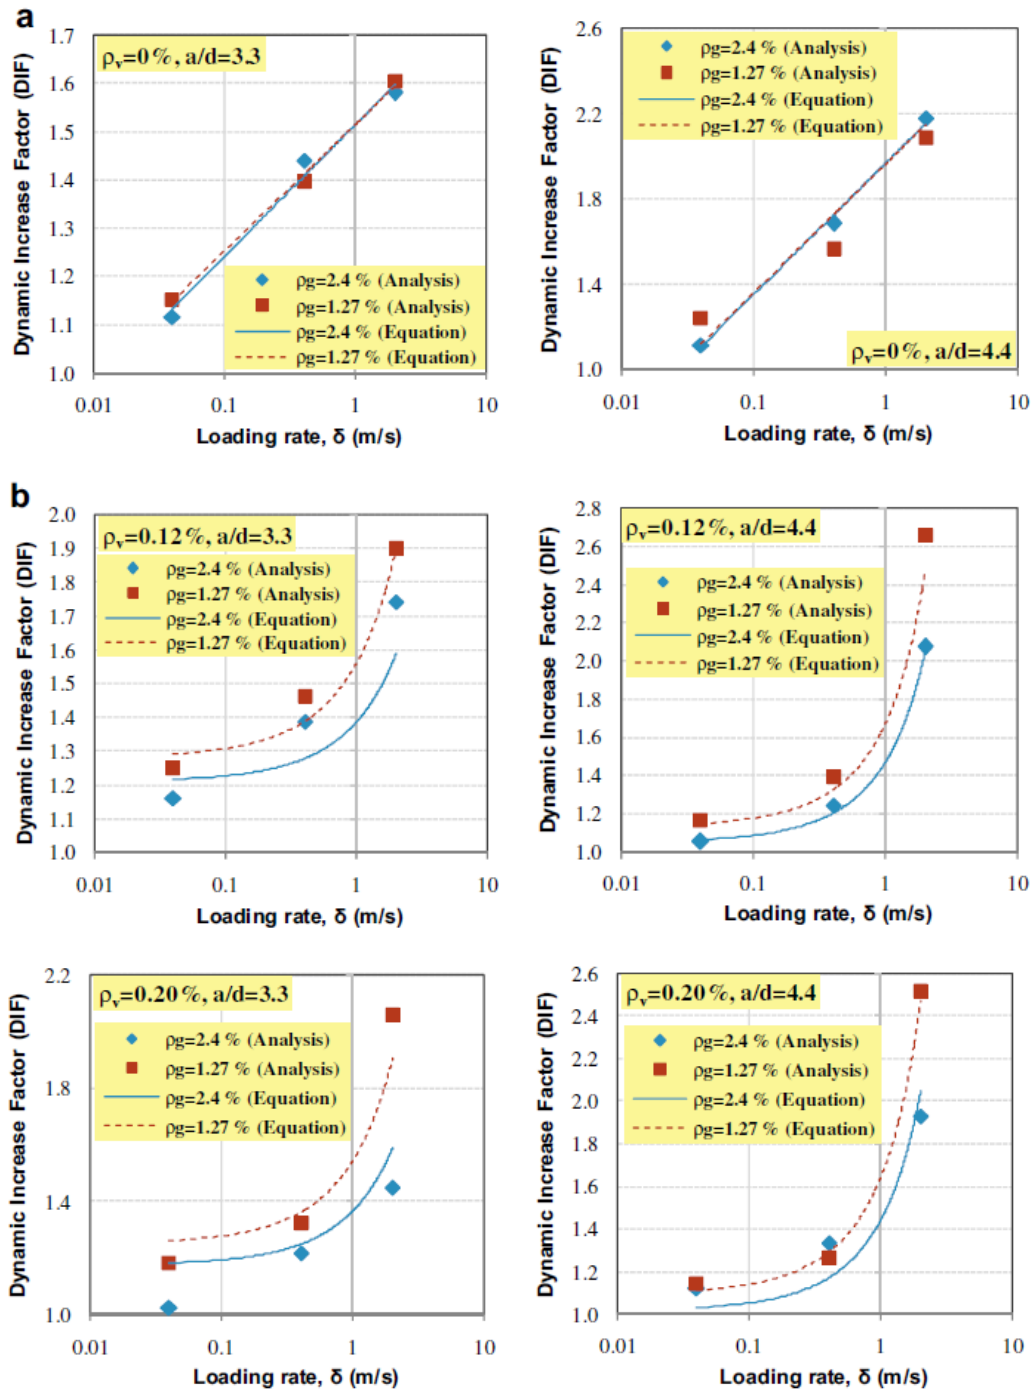 a
Dynamic Increase Factor (DIF)
1.7
1.6
1.5
1.4
1.3
1.2
1.1
1.0
ρv=0%, a/d=3.3
ρg=2.4 % (Analysis)
ρg=1.27 % (Analysis)
ρg=2.4 % (Equation)
ρg=1.27 % (Equation)
0.01 0.1 1 10
Loading rate, δ (m/s)
Dynamic Increase Factor (DIF)
2.6
2.2
1.8
1.4
1.0
ρg=2.4 % (Analysis)
ρg=1.27 % (Analysis)
ρg=2.4 % (Equation)
ρg=1.27 % (Equation)
ρv=0%, a/d=4.4
0.01 0.1 1 10
Loading rate, δ (m/s)
b
Dynamic Increase Factor (DIF)
2.0
1.9
1.8
1.7
1.6
1.5
1.4
1.3
1.2
1.1
1.0
ρv=0.12%, a/d=3.3
ρg=2.4 % (Analysis)
ρg=1.27 % (Analysis)
ρg=2.4 % (Equation)
ρg=1.27 % (Equation)
0.01 0.1 1 10
Loading rate, δ (m/s)
Dynamic Increase Factor (DIF)
2.8
2.6
2.4
2.2
2.0
1.8
1.6
1.4
1.2
1.0
ρv=0.12%, a/d=4.4
ρg=2.4 % (Analysis)
ρg=1.27 % (Analysis)
ρg=2.4 % (Equation)
ρg=1.27 % (Equation)
0.01 0.1 1 10
Loading rate, δ (m/s)
Dynamic Increase Factor (DIF)
2.2
1.8
1.4
1.0
ρv=0.20%, a/d=3.3
ρg=2.4 % (Analysis)
ρg=1.27 % (Analysis)
ρg=2.4 % (Equation)
ρg=1.27 % (Equation)
0.01 0.1 1 10
Loading rate, δ (m/s)
Dynamic Increase Factor (DIF)
2.6
2.4
2.2
2.0
1.8
1.6
1.4
1.2
1.0
ρv=0.20%, a/d=4.4
ρg=2.4 % (Analysis)
ρg=1.27 % (Analysis)
ρg=2.4 % (Equation)
ρg=1.27 % (Equation)
0.01 0.1 1 10
Loading rate, δ (m/s)